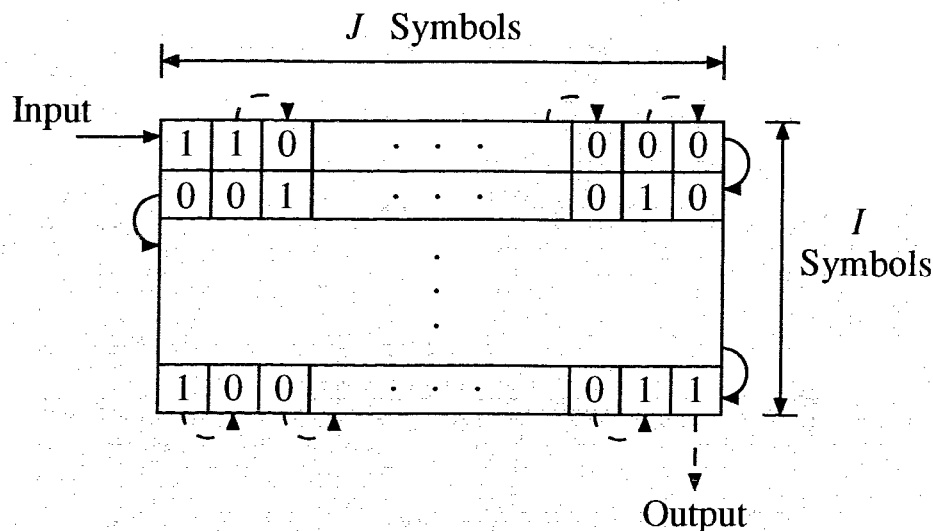 J Symbols
Input
1 1 0 · · · 0 0 0
0 0 1 · · · 0 1 0
I
Symbols
1 0 0 · · · 0 1 1
Output